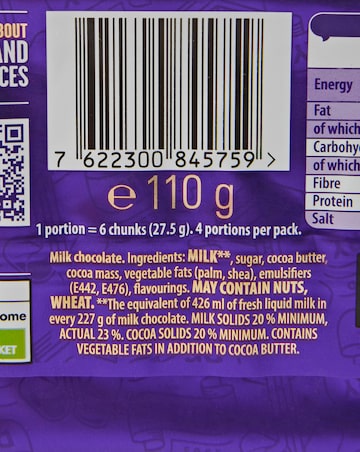 BOUT
AND
CES
7 622300 845759 >
e 110 g
1 portion = 6 chunks (27.5 g). 4 portions per pack.
Milk chocolate. Ingredients: MILK**, sugar, cocoa butter,
cocoa mass, vegetable fats (palm, shea), emulsifiers
(E442, E476), flavourings. MAY CONTAIN NUTS,
WHEAT. **The equivalent of 426 ml of fresh liquid milk in
every 227 g of milk chocolate. MILK SOLIDS 20 % MINIMUM,
ACTUAL 23 %. COCOA SOLIDS 20 % MINIMUM. CONTAINS
VEGETABLE FATS IN ADDITION TO COCOA BUTTER.
Energy
Fat
of which
Carbohy
of which
Fibre
Protein
Salt
ome
KET